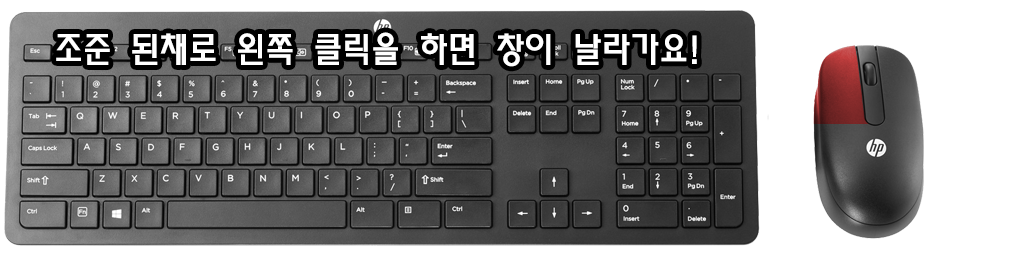 조준 된채로 왼쪽 클릭을 하면 창이 날라가요!
hp
Esc F5 F10
~ ` ! 1 @ 2 # 3 $ 4 % 5 ^ 6 & 7 * 8 ( 9 ) 0 _ - + = Backspace ← Insert Home Pg Up Num Lock / * -
Tab Q W E R T Y U I O P { [ } ] | \ Delete End Pg Dn 7 Home 8 ↑ 9 Pg Up +
Caps Lock A S D F G H J K L : ; " ' Enter 4 ← 5 6 →
Shift ⇧ Z X C V B N M < , > . ? / ⇧ Shift ↑ 1 End 2 ↓ 3 Pg Dn Enter
Ctrl Fn Alt Alt Ctrl ← ↓ → 0 Insert . Delete
hp